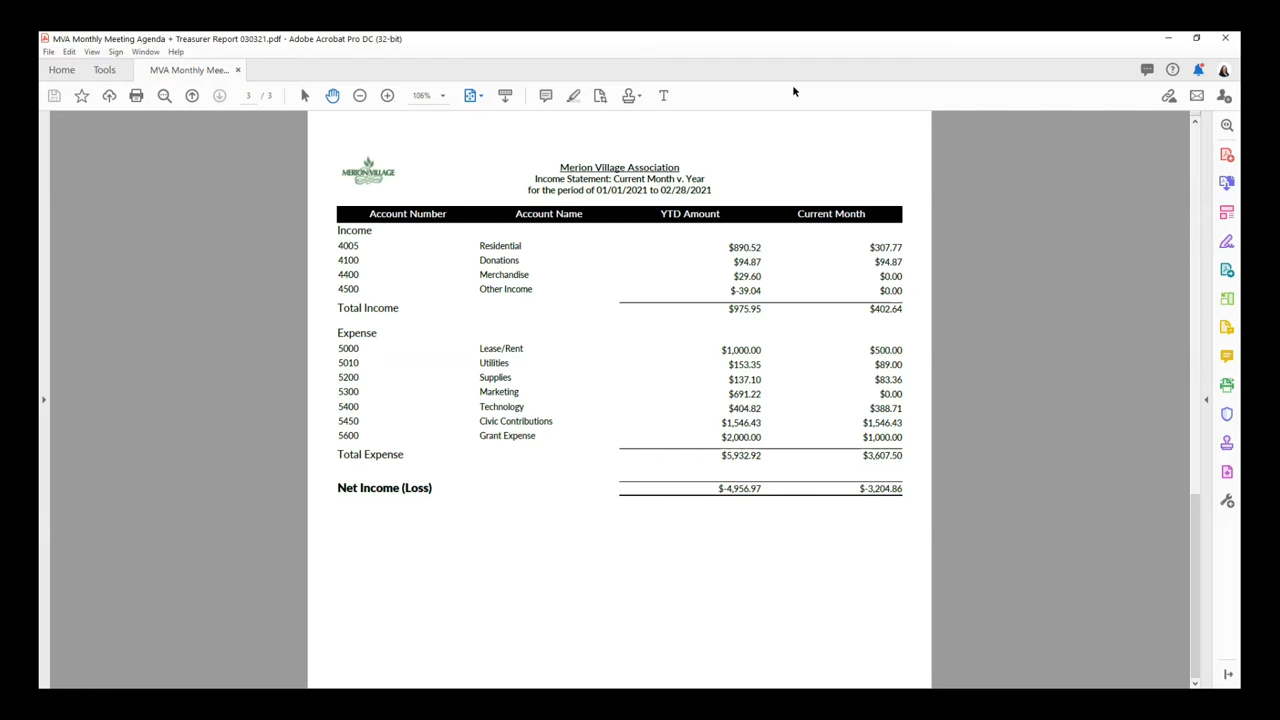 MVA Monthly Meeting Agenda + Treasurer Report 030321.pdf - Adobe Acrobat Pro DC (32-bit)
File Edit View Sign Window Help
Home Tools MVA Monthly Mee... ×
3 / 3 106%
MERION VILLAGE
Merion Village Association
Income Statement: Current Month v. Year
for the period of 01/01/2021 to 02/28/2021
Account Number Account Name YTD Amount Current Month
Income
4005 Residential $890.52 $307.77
4100 Donations $94.87 $94.87
4400 Merchandise $29.60 $0.00
4500 Other Income $-39.04 $0.00
Total Income $975.95 $402.64
Expense
5000 Lease/Rent $1,000.00 $500.00
5010 Utilities $153.35 $89.00
5200 Supplies $137.10 $83.36
5300 Marketing $691.22 $0.00
5400 Technology $404.82 $388.71
5450 Civic Contributions $1,546.43 $1,546.43
5600 Grant Expense $2,000.00 $1,000.00
Total Expense $5,932.92 $3,607.50
Net Income (Loss) $-4,956.97 $-3,204.86